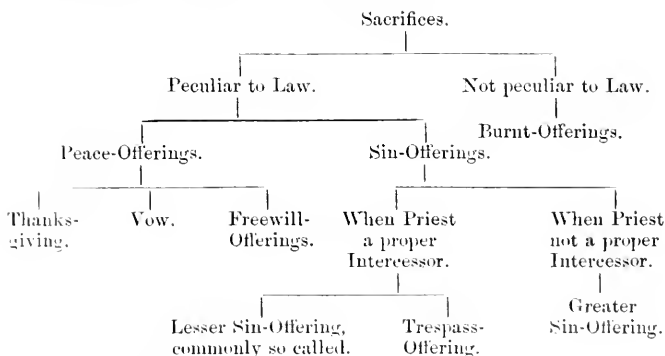 Sacrifices.
Peculiar to Law.
Not peculiar to Law.
Burnt-Offerings.
Peace-Offerings.
Sin-Offerings.
Thanks-
giving.
Vow.
Freewill-
Offerings.
When Priest
a proper
Intercessor.
When Priest
not a proper
Intercessor.
Lesser Sin-Offering,
commonly so called.
Trespass-
Offering.
Greater
Sin-Offering.